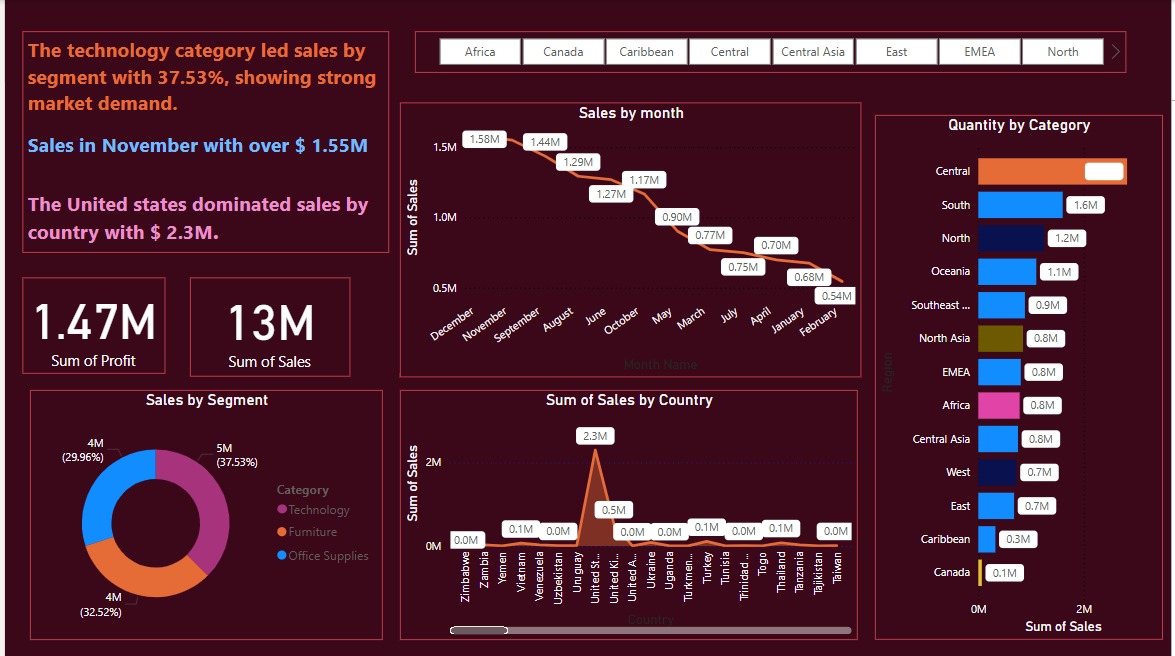 The technology category led sales by
segment with 37.53%, showing strong
market demand.
Sales in November with over $ 1.55M
The United states dominated sales by
country with $ 2.3M.
Africa
Canada
Caribbean
Central
Central Asia
East
EMEA
North
1.47M
Sum of Profit
13M
Sum of Sales
Sales by month
Sum of Sales
1.5M
1.0M
0.5M
1.58M
1.44M
1.29M
1.27M
1.17M
0.90M
0.77M
0.75M
0.70M
0.68M
0.54M
December
November
September
August
June
October
May
March
July
April
January
February
Month Name
Quantity by Category
Region
Central
South
1.6M
North
1.2M
Oceania
1.1M
Southeast ...
0.9M
North Asia
0.8M
EMEA
0.8M
Africa
0.8M
Central Asia
0.8M
West
0.7M
East
0.7M
Caribbean
0.3M
Canada
0.1M
0M
2M
Sum of Sales
Sales by Segment
4M
(29.96%)
5M
(37.53%)
4M
(32.52%)
Category
Technology
Furniture
Office Supplies
Sum of Sales by Country
Sum of Sales
2M
0M
0.0M
0.1M
0.0M
2.3M
0.5M
0.0M
0.0M
0.1M
0.0M
0.1M
0.0M
Zimbabwe
Zambia
Yemen
Vietnam
Venezuela
Uzbekistan
Uruguay
United St...
United Ki...
United A...
Ukraine
Uganda
Turkmen...
Turkey
Tunisia
Trinidad ...
Togo
Thailand
Tanzania
Tajikistan
Taiwan
Country